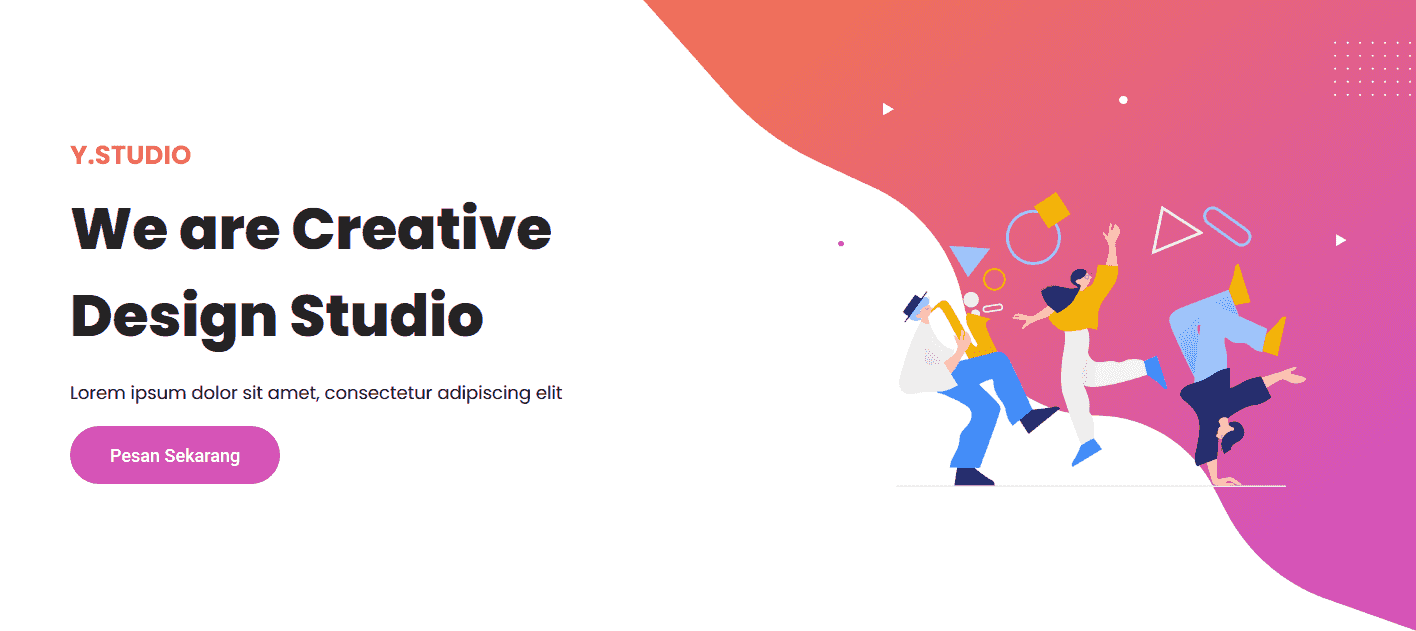 Y.STUDIO
We are Creative
Design Studio
Lorem ipsum dolor sit amet, consectetur adipiscing elit
Pesan Sekarang